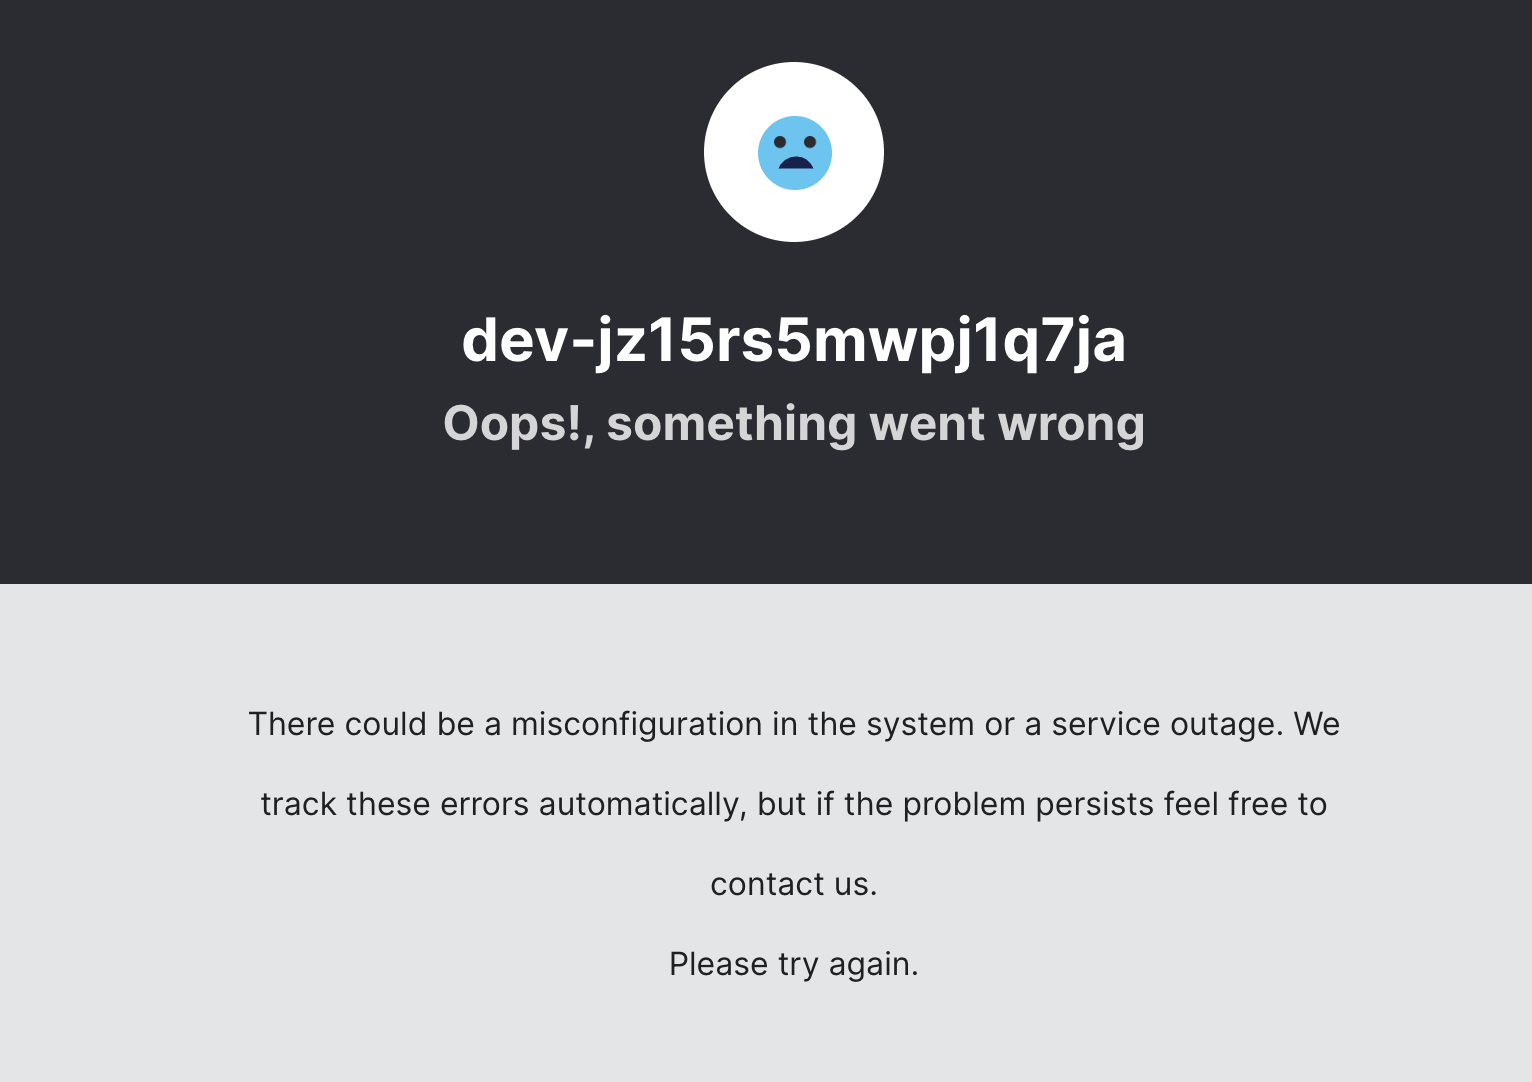 dev-jz15rs5mwpj1q7ja
Oops!, something went wrong
There could be a misconfiguration in the system or a service outage. We
track these errors automatically, but if the problem persists feel free to
contact us.
Please try again.